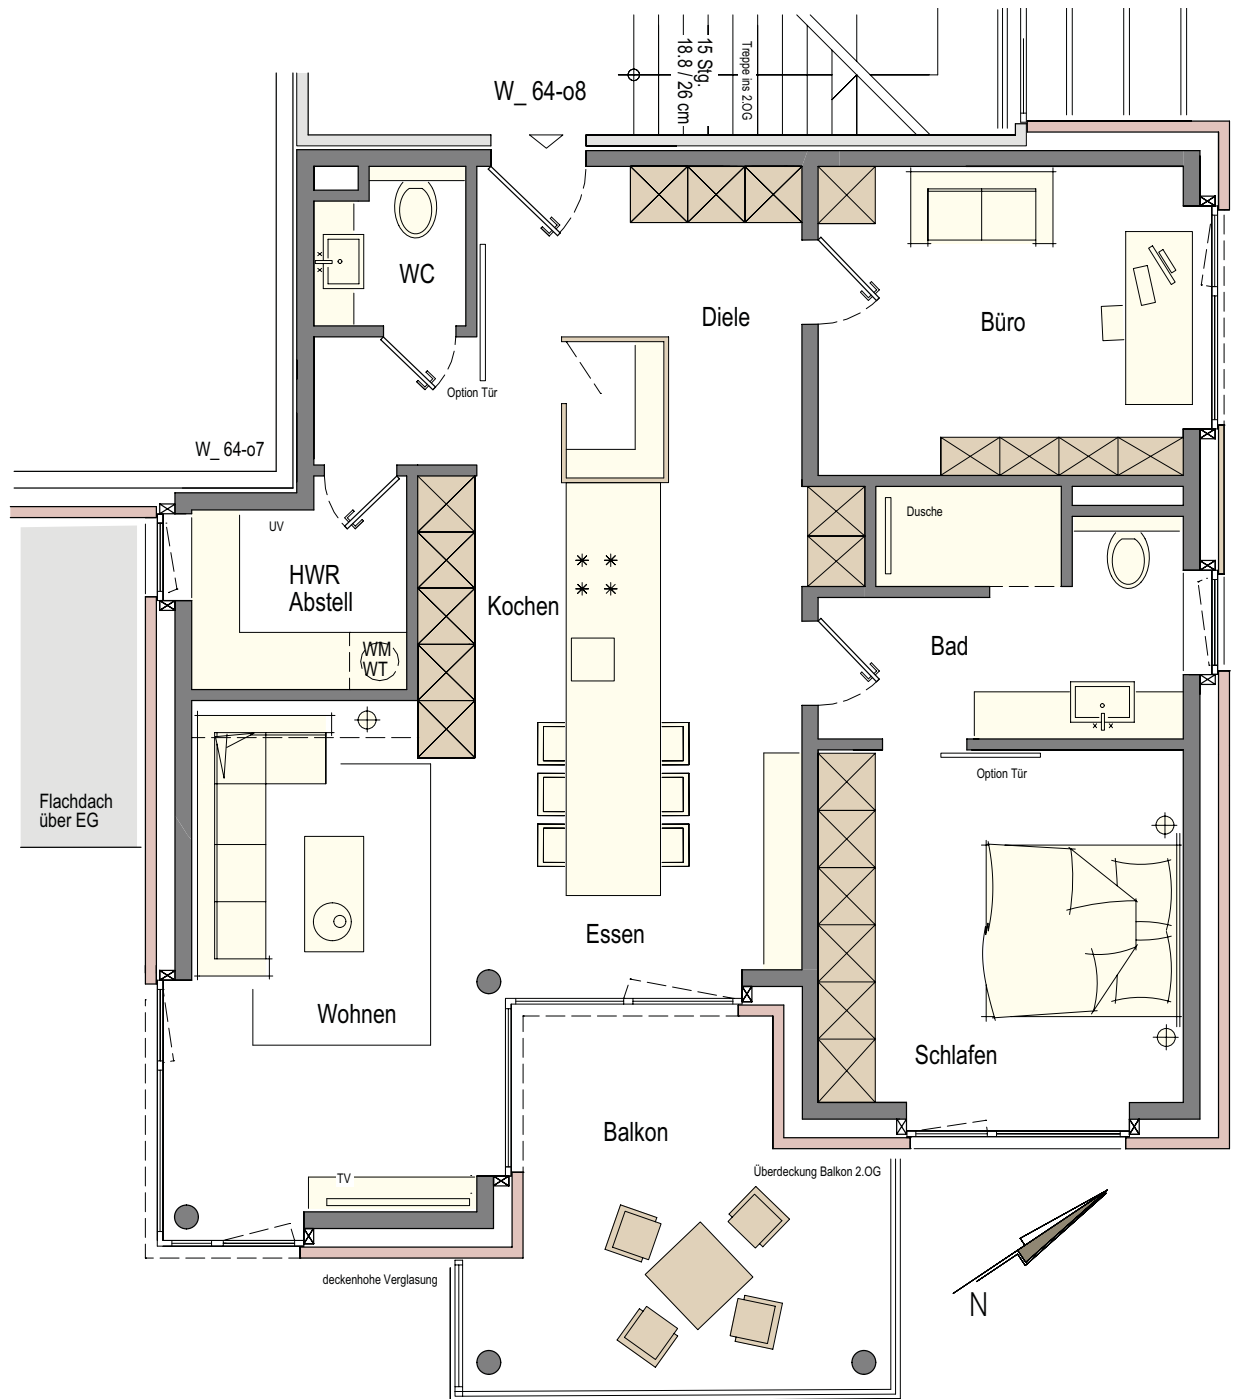 W_ 64-o8
15 Stg.
18.8 / 26 cm
Treppe ins 2.OG
WC
Diele
Büro
Option Tür
W_ 64-o7
UV
HWR
Abstell
Kochen
Dusche
WM
WT
Bad
Option Tür
Flachdach
über EG
Essen
Wohnen
Schlafen
Balkon
TV
Überdeckung Balkon 2.OG
deckenhohe Verglasung
N